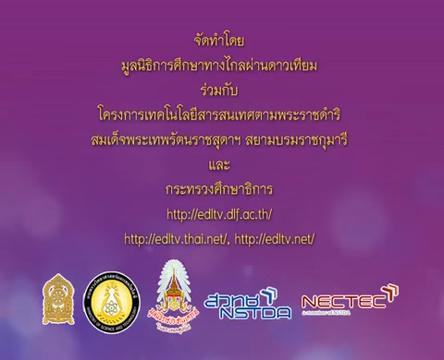 จัดทำโดย
มูลนิธิการศึกษาทางไกลผ่านดาวเทียม
ร่วมกับ
โครงการเทคโนโลยีสารสนเทศตามพระราชดำริ
สมเด็จพระเทพรัตนราชสุดาฯ สยามบรมราชกุมารี
และ
กระทรวงศึกษาธิการ
http://edltv.dlf.ac.th/
http://edltv.thai.net/, http://edltv.net/
สวทช
NSTDA
NECTEC
a member of NSTDA